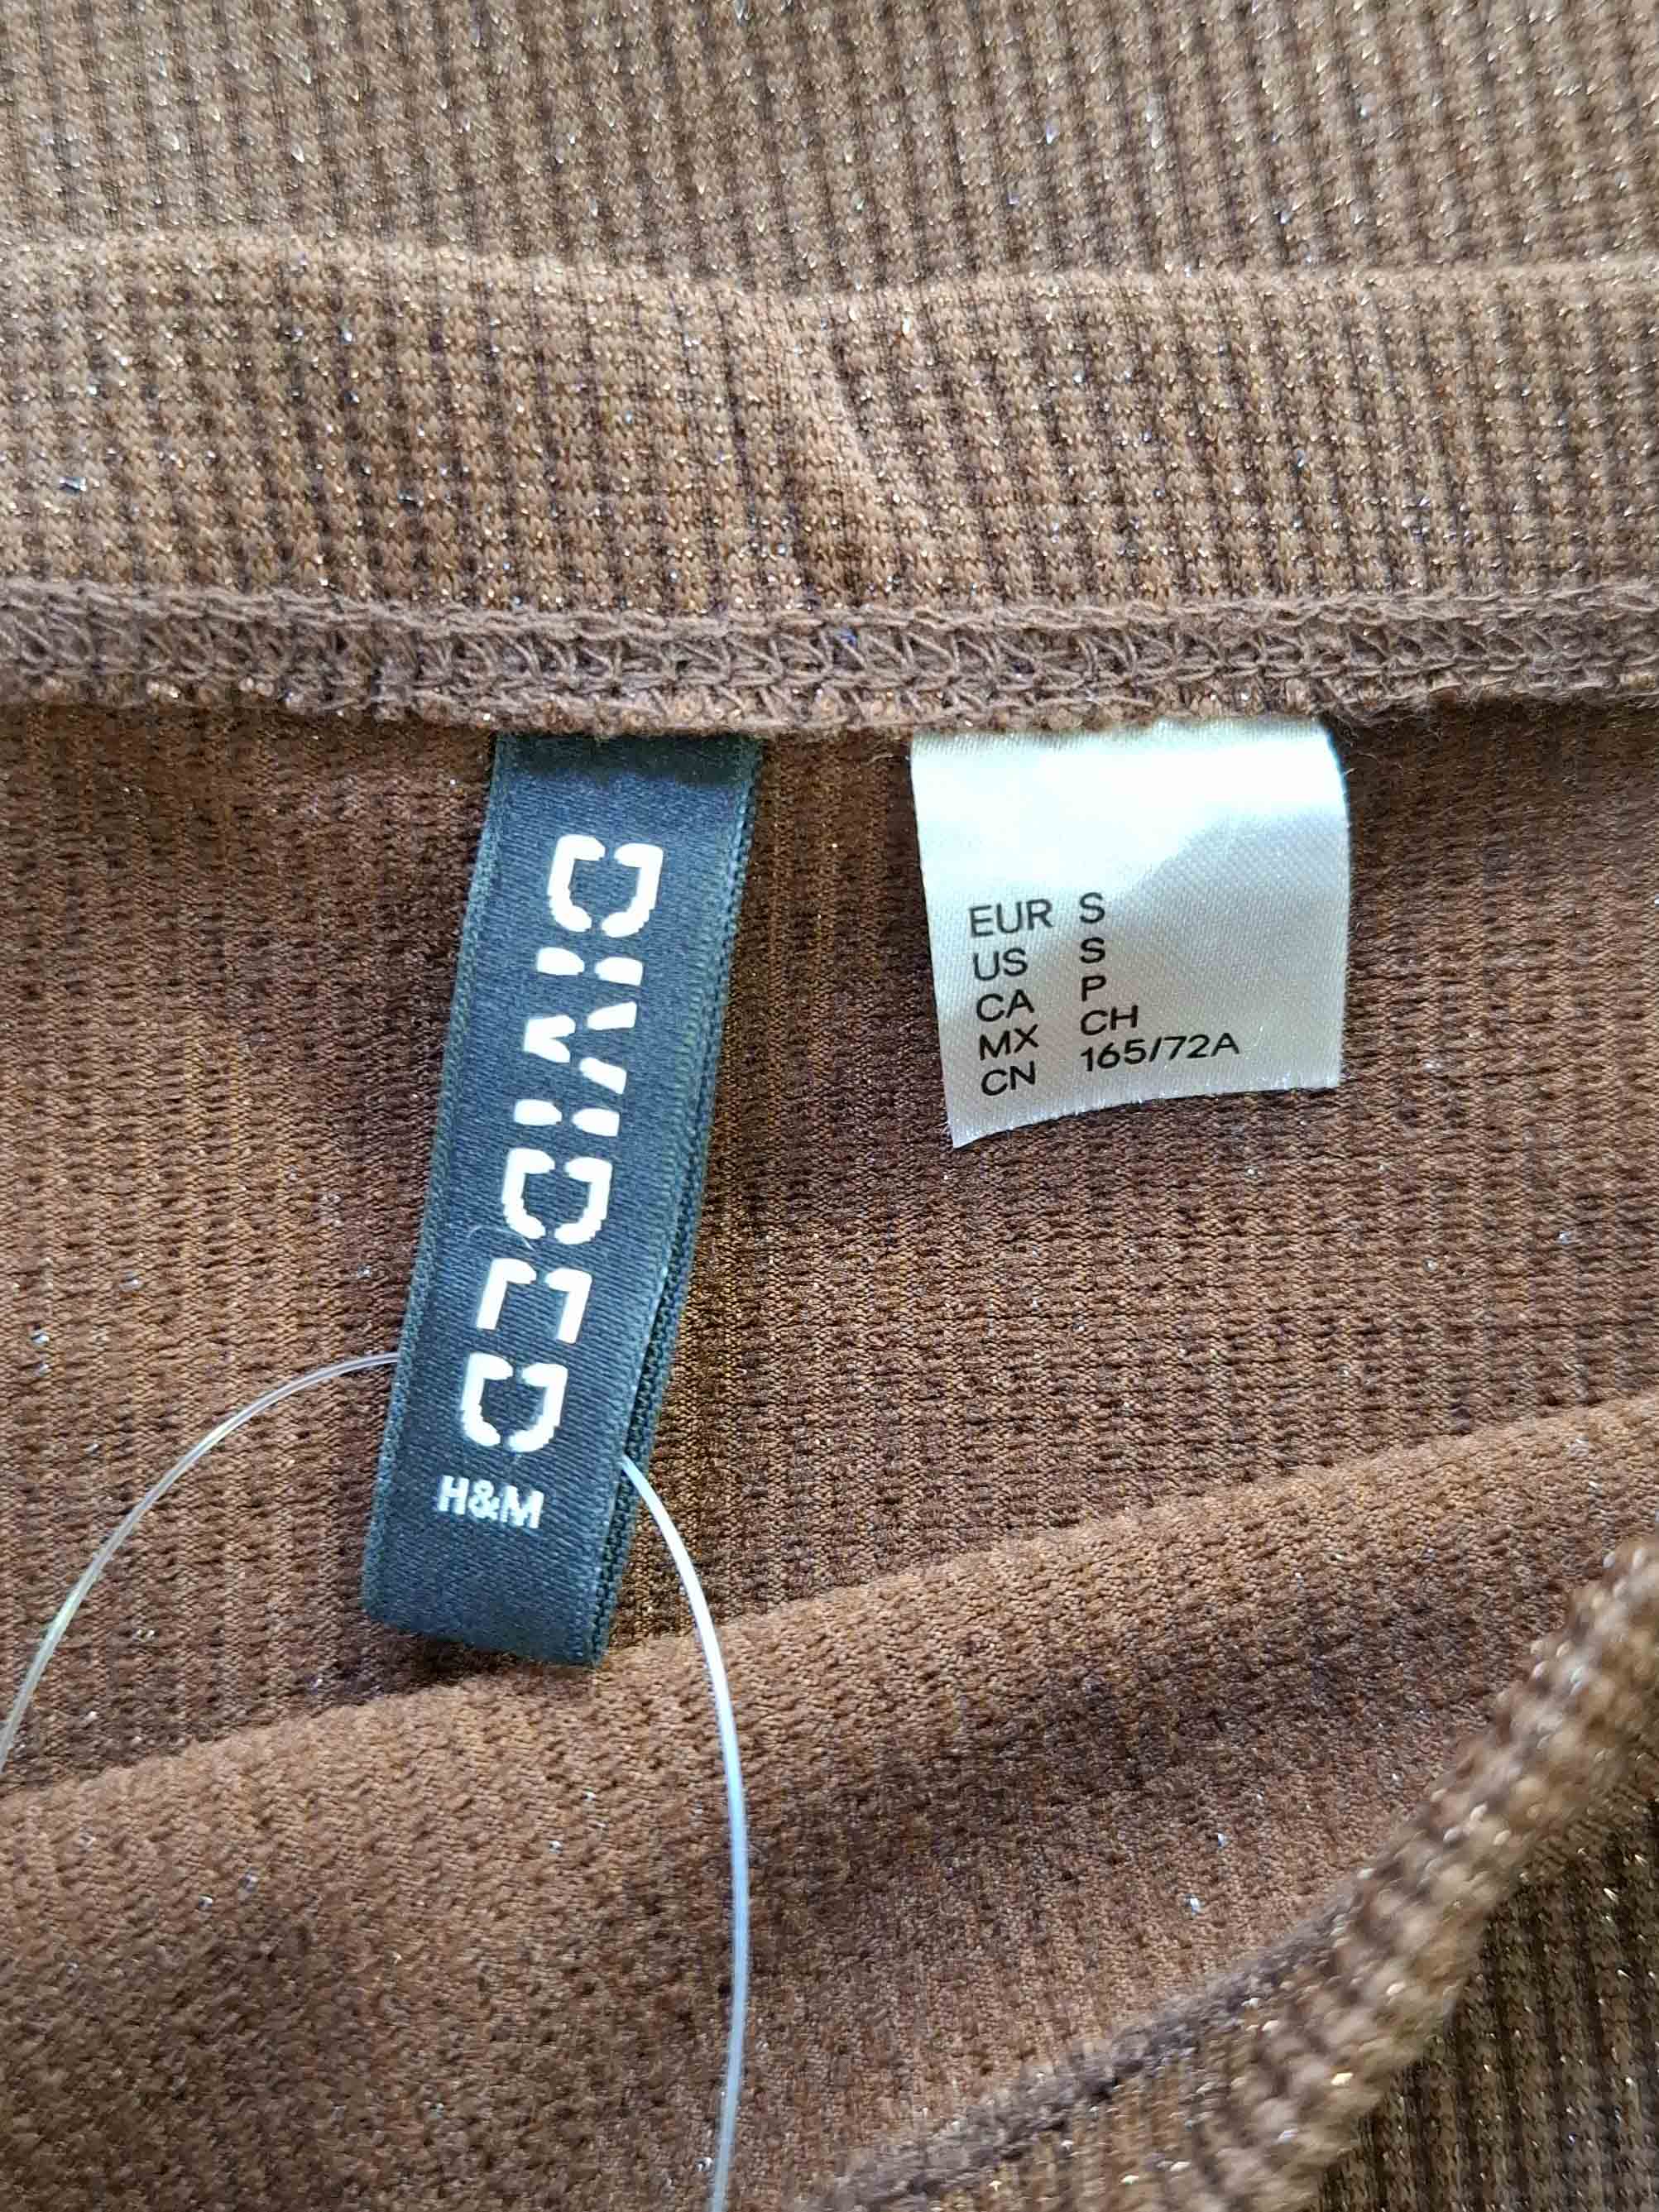 DIVIDED
H&M
EUR S
US S
CA P
MX CH
CN 165/72A